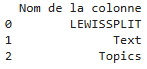 Nom de la colonne
0 LEWISSPLIT
1 Text
2 Topics